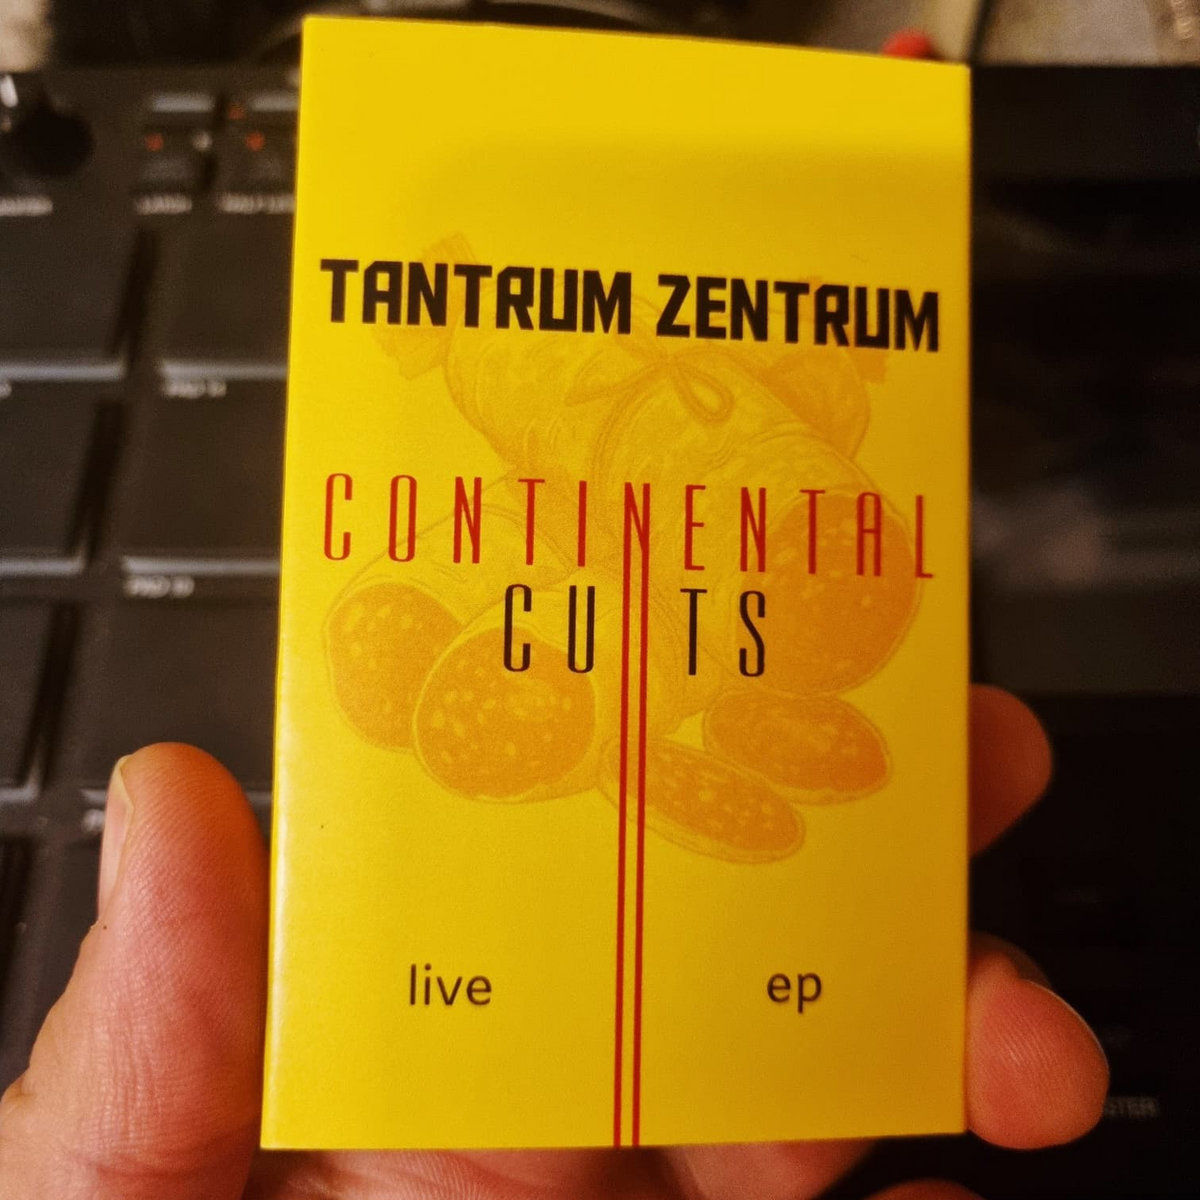 TANTRUM ZENTRUM
CONTINENTAL
CUTS
live ep